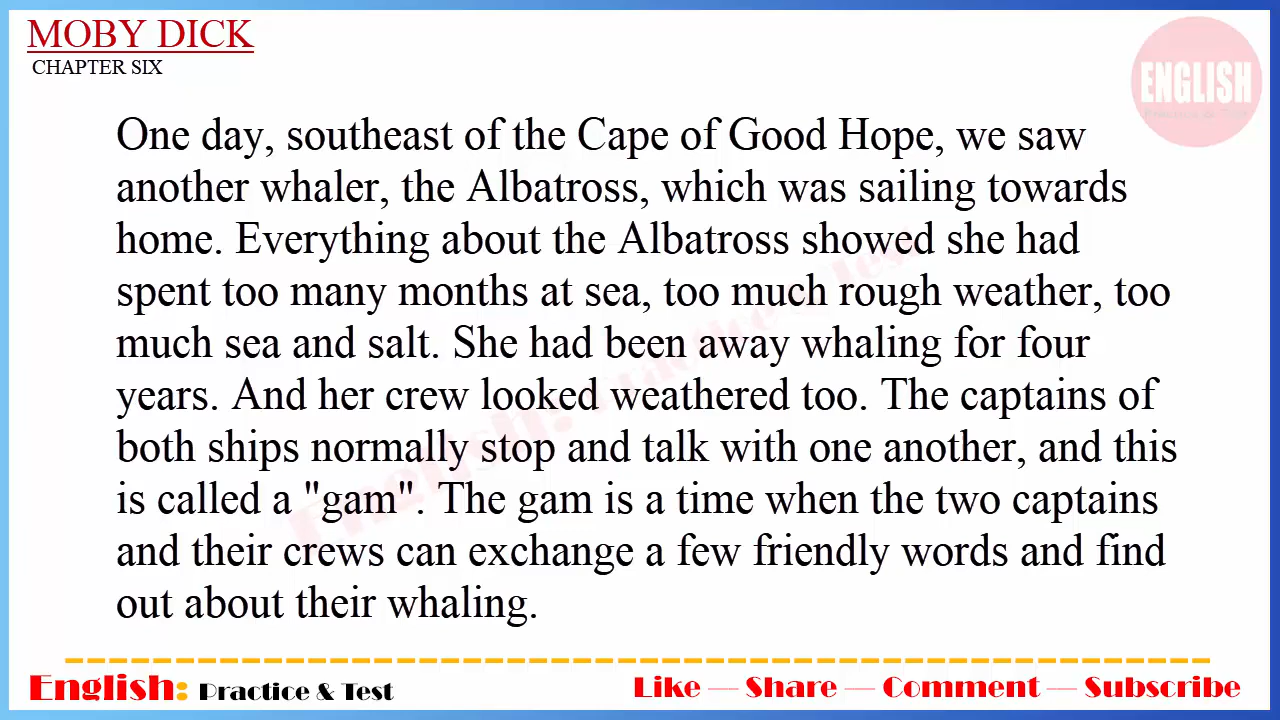 MOBY DICK
CHAPTER SIX
ENGLISH
One day, southeast of the Cape of Good Hope, we saw
another whaler, the Albatross, which was sailing towards
home. Everything about the Albatross showed she had
spent too many months at sea, too much rough weather, too
much sea and salt. She had been away whaling for four
years. And her crew looked weathered too. The captains of
both ships normally stop and talk with one another, and this
is called a "gam". The gam is a time when the two captains
and their crews can exchange a few friendly words and find
out about their whaling.
English: Practice & Test
English: Practice & Test
Like — Share — Comment — Subscribe